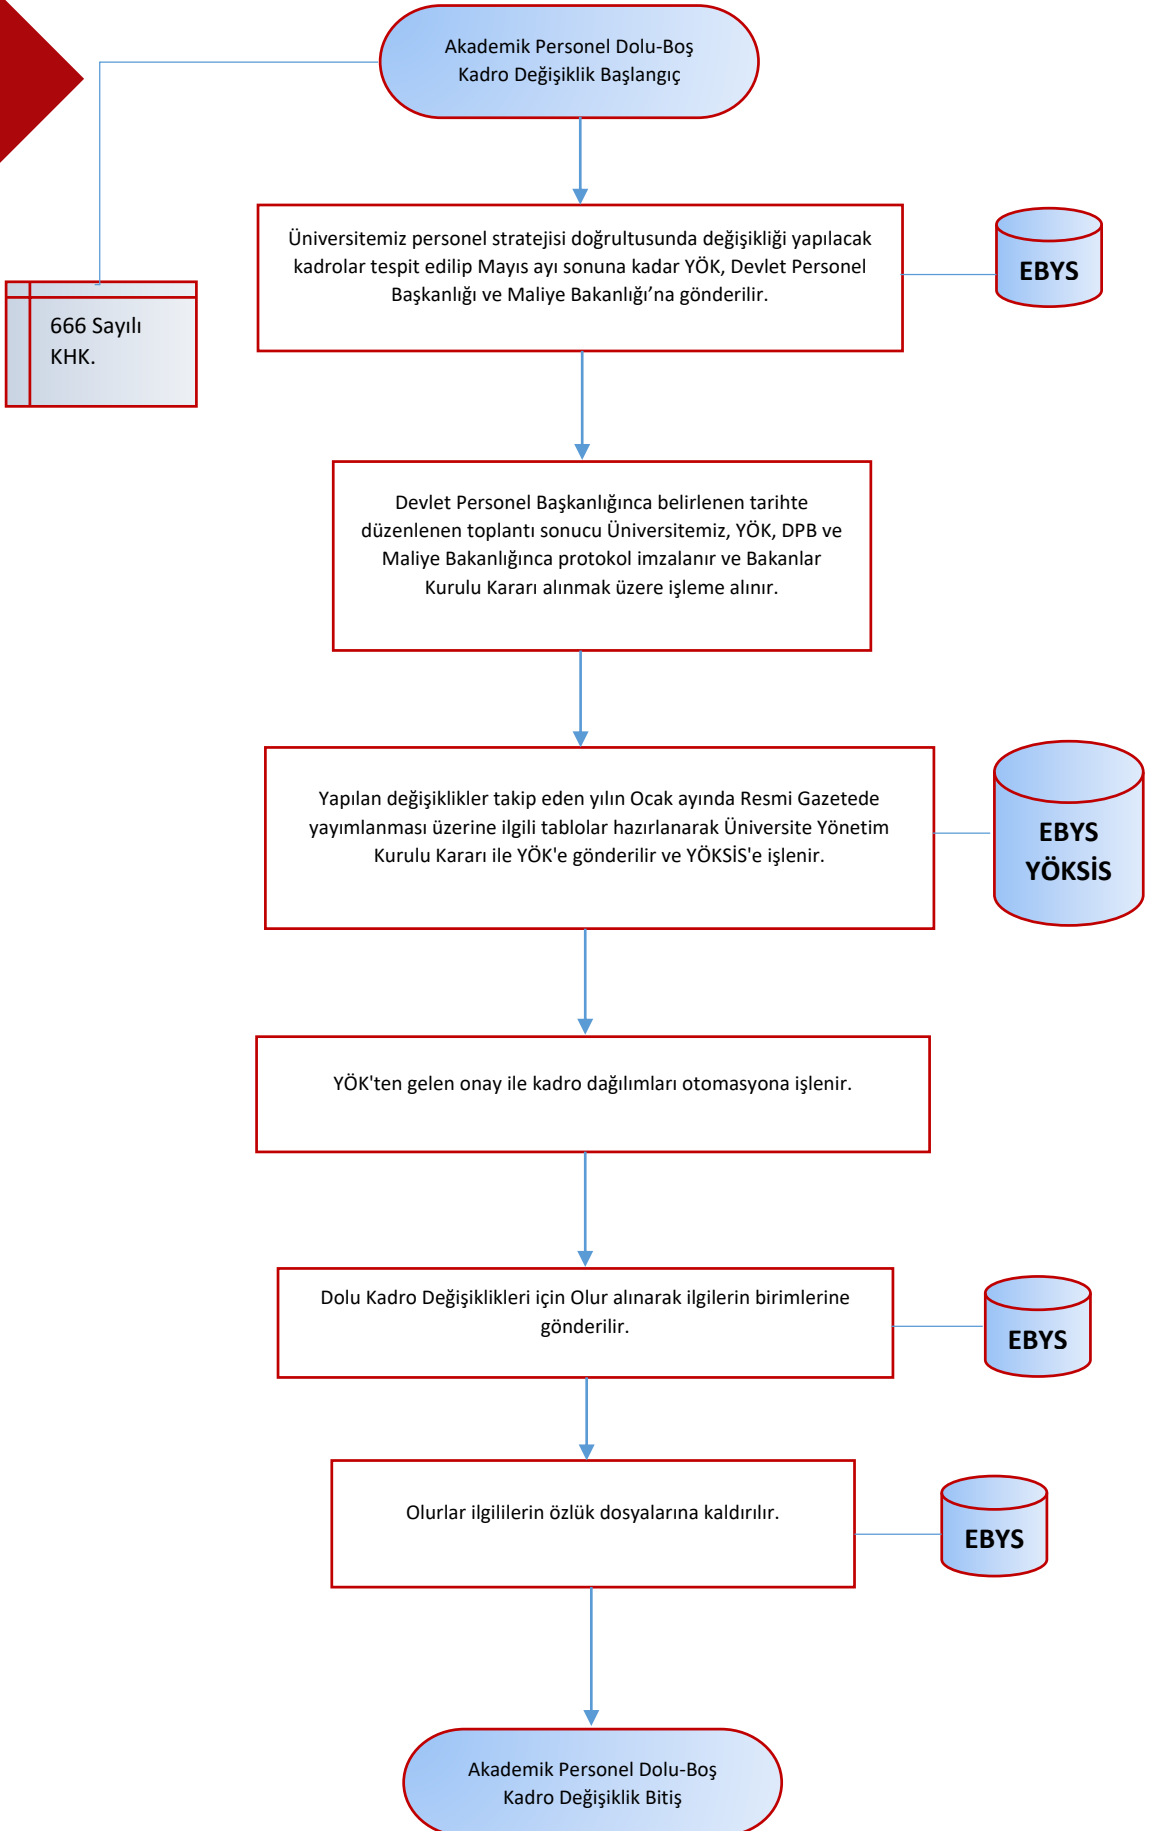 Akademik Personel Dolu-Boş
Kadro Değişiklik Başlangıç
Üniversitemiz personel stratejisi doğrultusunda değişikliği yapılacak
kadrolar tespit edilip Mayıs ayı sonuna kadar YÖK, Devlet Personel
Başkanlığı ve Maliye Bakanlığı’na gönderilir.
EBYS
666 Sayılı
KHK.
Devlet Personel Başkanlığınca belirlenen tarihte
düzenlenen toplantı sonucu Üniversitemiz, YÖK, DPB ve
Maliye Bakanlığınca protokol imzalanır ve Bakanlar
Kurulu Kararı alınmak üzere işleme alınır.
Yapılan değişiklikler takip eden yılın Ocak ayında Resmi Gazetede
yayımlanması üzerine ilgili tablolar hazırlanarak Üniversite Yönetim
Kurulu Kararı ile YÖK'e gönderilir ve YÖKSİS'e işlenir.
EBYS
YÖKSİS
YÖK'ten gelen onay ile kadro dağılımları otomasyona işlenir.
Dolu Kadro Değişiklikleri için Olur alınarak ilgilerin birimlerine
gönderilir.
EBYS
Olurlar ilgililerin özlük dosyalarına kaldırılır.
EBYS
Akademik Personel Dolu-Boş
Kadro Değişiklik Bitiş